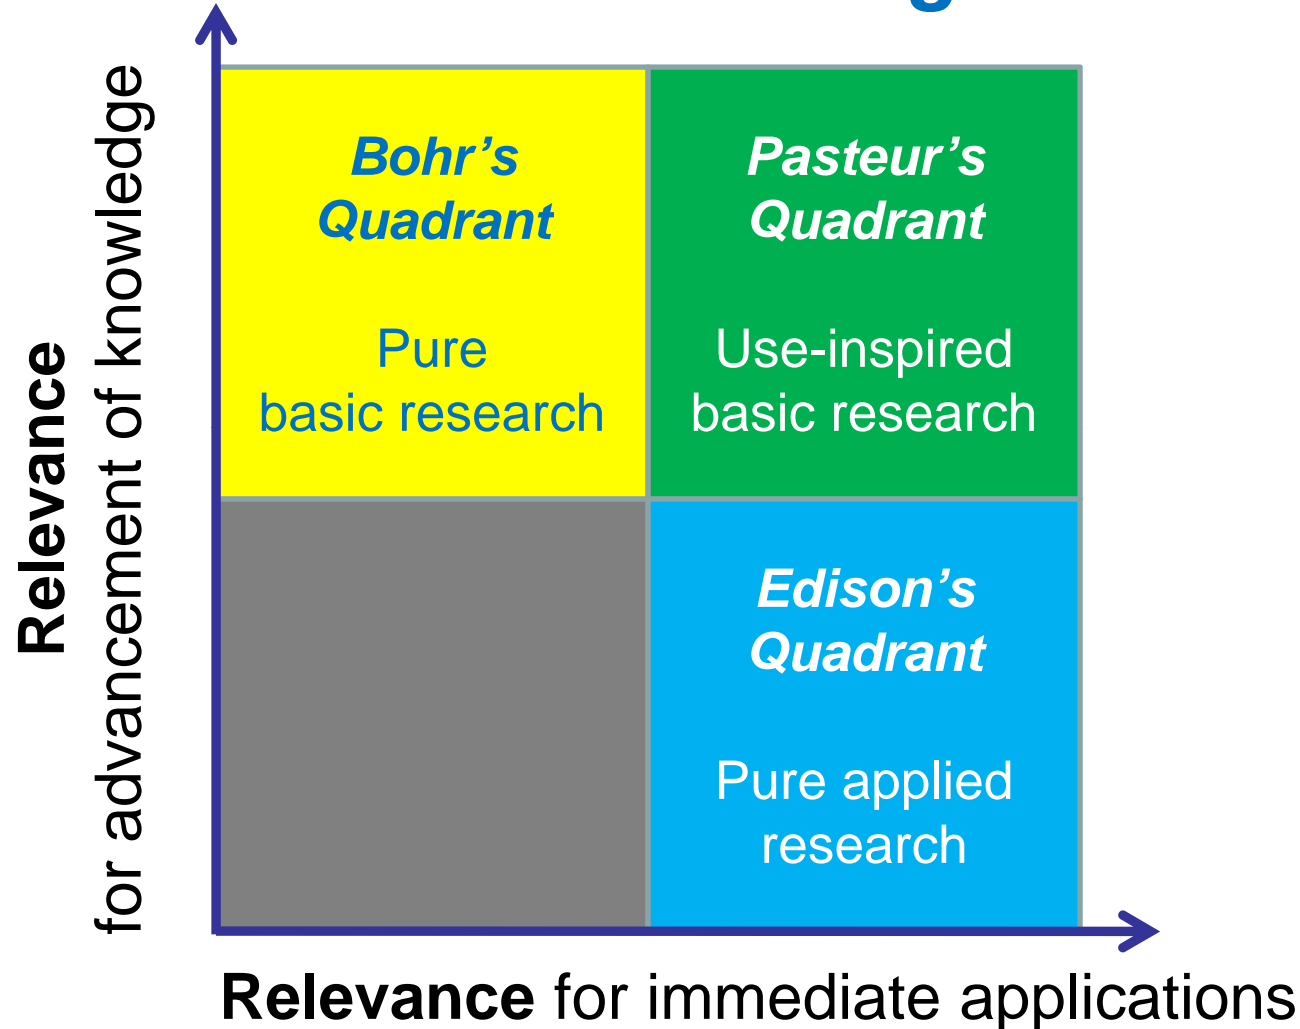 Relevance
for advancement of knowledge
Bohr’s
Quadrant
Pure
basic research
Pasteur’s
Quadrant
Use-inspired
basic research
Edison’s
Quadrant
Pure applied
research
Relevance for immediate applications